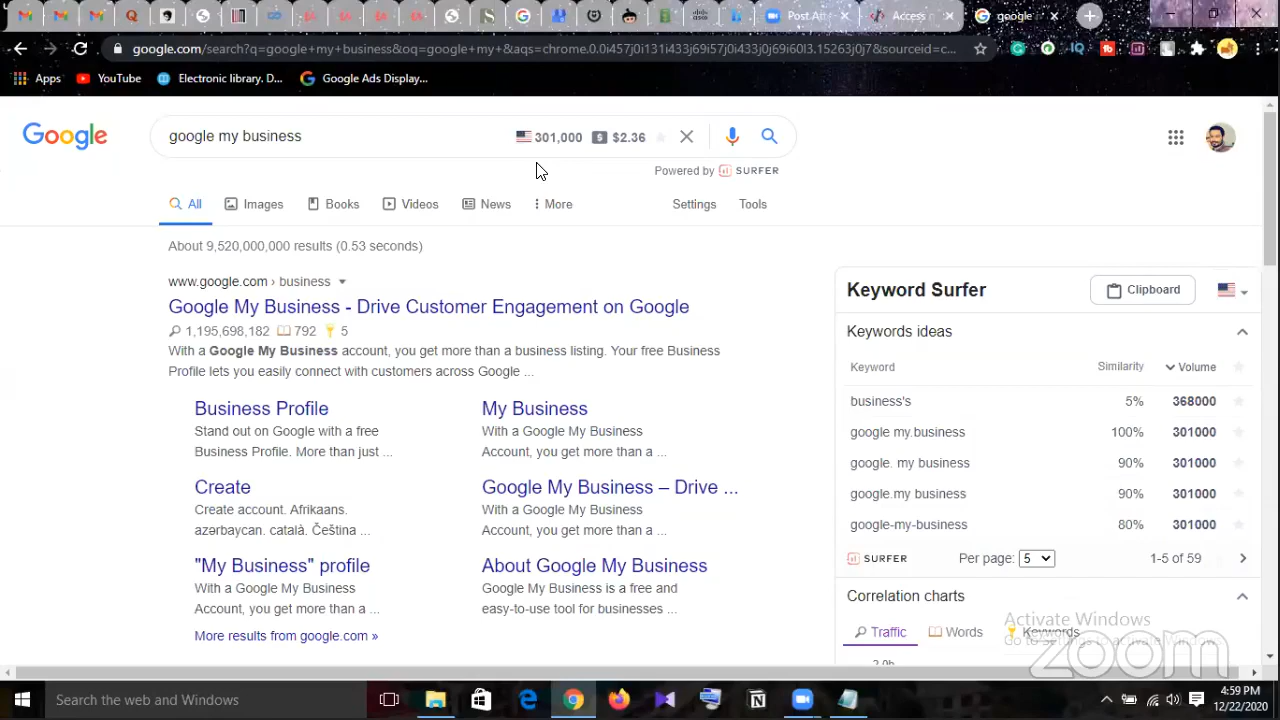 Post Att
Access r
google m
google.com/search?q=google+my+business&oq=google+my+&aqs=chrome.0.0i457j0i131i433j69i57j0i433j0j69i60l3.15263j0j7&sourceid=c...
Apps
YouTube
Electronic library. D...
Google Ads Display...
Google
google my business
301,000
$2.36
Powered by SURFER
All
Images
Books
Videos
News
More
Settings
Tools
About 9,520,000,000 results (0.53 seconds)
www.google.com › business
Google My Business - Drive Customer Engagement on Google
1,195,698,182 792 5
With a Google My Business account, you get more than a business listing. Your free Business
Profile lets you easily connect with customers across Google ...
Business Profile
Stand out on Google with a free
Business Profile. More than just ...
My Business
With a Google My Business
Account, you get more than a ...
Create
Create account. Afrikaans.
azərbaycan. català. Čeština ...
Google My Business – Drive ...
With a Google My Business
Account, you get more than a ...
"My Business" profile
With a Google My Business
Account, you get more than a ...
About Google My Business
Google My Business is a free and
easy-to-use tool for businesses ...
More results from google.com »
Keyword Surfer
Clipboard
Keywords ideas
Keyword Similarity Volume
business's 5% 368000
google my.business 100% 301000
google. my business 90% 301000
google.my business 90% 301000
google-my-business 80% 301000
SURFER
Per page: 5
1-5 of 59
Correlation charts
Traffic
Words
Keywords
Activate Windows
Go to Settings to activate Windows.
zoom
Search the web and Windows
4:59 PM
12/22/2020